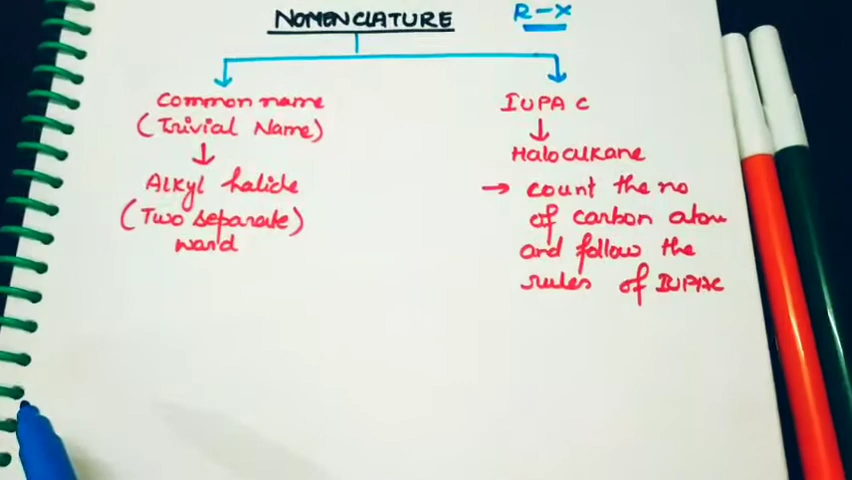 NOMENCLATURE R-X
Common name
(Trivial Name)
Alkyl halide
(Two separate)
word
IUPAC
Haloalkane
→ count the no
of carbon atom
and follow the
rules of IUPAC